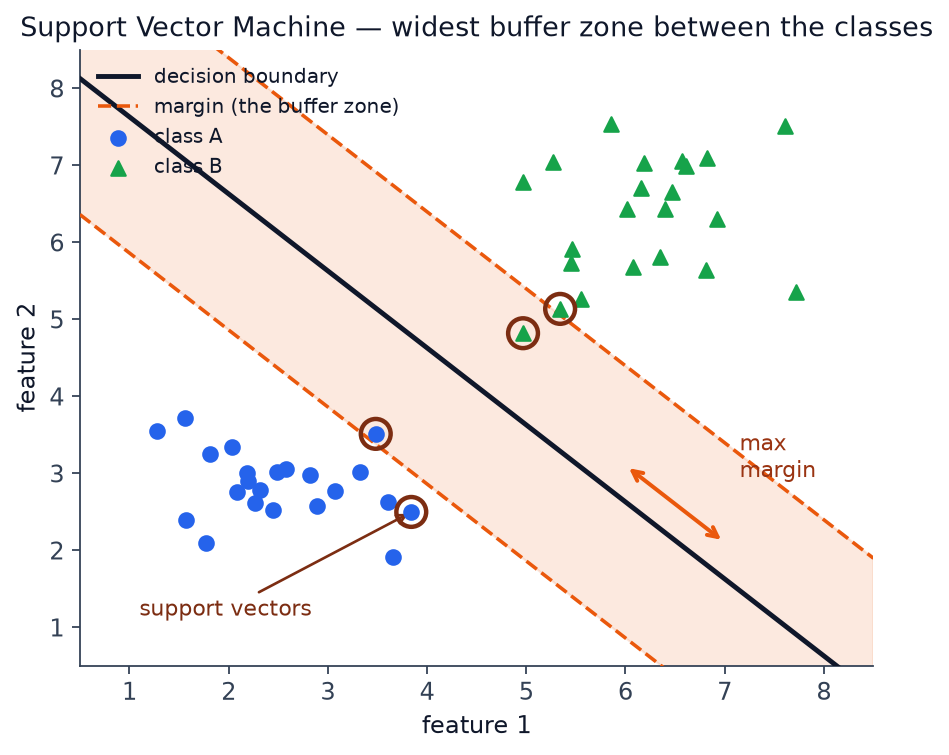 Support Vector Machine — widest buffer zone between the classes
decision boundary
margin (the buffer zone)
class A
class B
8
7
6
5
4
3
2
1
feature 2
max
margin
support vectors
1 2 3 4 5 6 7 8
feature 1